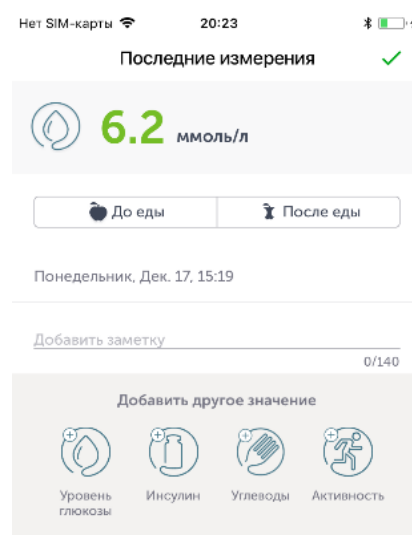 Нет SIM-карты 20:23
Последние измерения
6.2 ммоль/л
До еды После еды
Понедельник, Дек. 17, 15:19
Добавить заметку
0/140
Добавить другое значение
Уровень глюкозы Инсулин Углеводы Активность